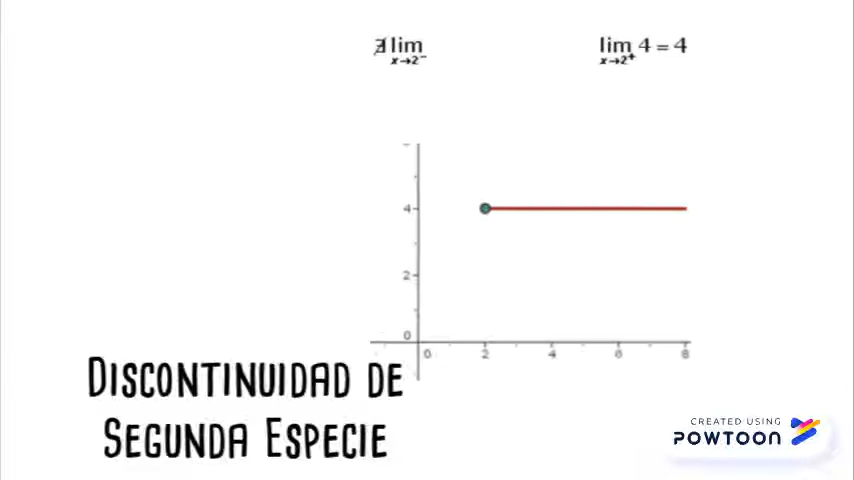 ∄ lim x→2⁻
lim x→2⁺ 4 = 4
4
2
0
0 2 4 6 8
DISCONTINUIDAD DE
SEGUNDA ESPECIE
CREATED USING
POWTOON